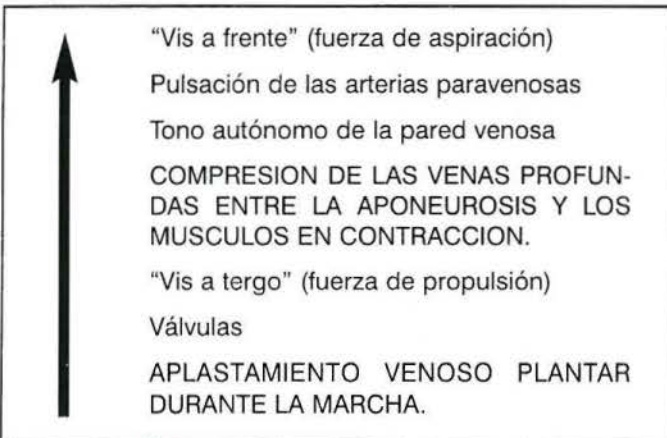 “Vis a frente” (fuerza de aspiración)
Pulsación de las arterias paravenosas
Tono autónomo de la pared venosa
COMPRESION DE LAS VENAS PROFUN-
DAS ENTRE LA APONEUROSIS Y LOS
MUSCULOS EN CONTRACCION.
“Vis a tergo” (fuerza de propulsión)
Válvulas
APLASTAMIENTO VENOSO PLANTAR
DURANTE LA MARCHA.